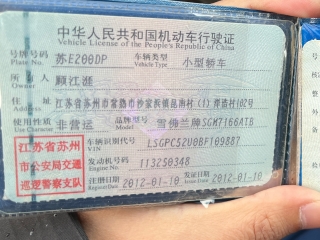 中华人民共和国机动车行驶证
Vehicle License of the People's Republic of China
号牌号码 苏E200DP 车辆类型 小型轿车
Plate No. Vehicle Type
所有人 顾江涯
Owner
住址 江苏省苏州市常熟市沙家浜镇昆南村(1)焊浩村102号
Address
使用性质 非营运 品牌型号 雪佛兰牌SGM7166ATB
Use Character Model
江苏省苏州 车辆识别代号 LSGPC52U0BF109887
VIN
市公安局交通 发动机号码 113250348
Engine No.
巡逻警察支队 注册日期 2012-01-10 发证日期 2012-01-10
Register Date Issue Date